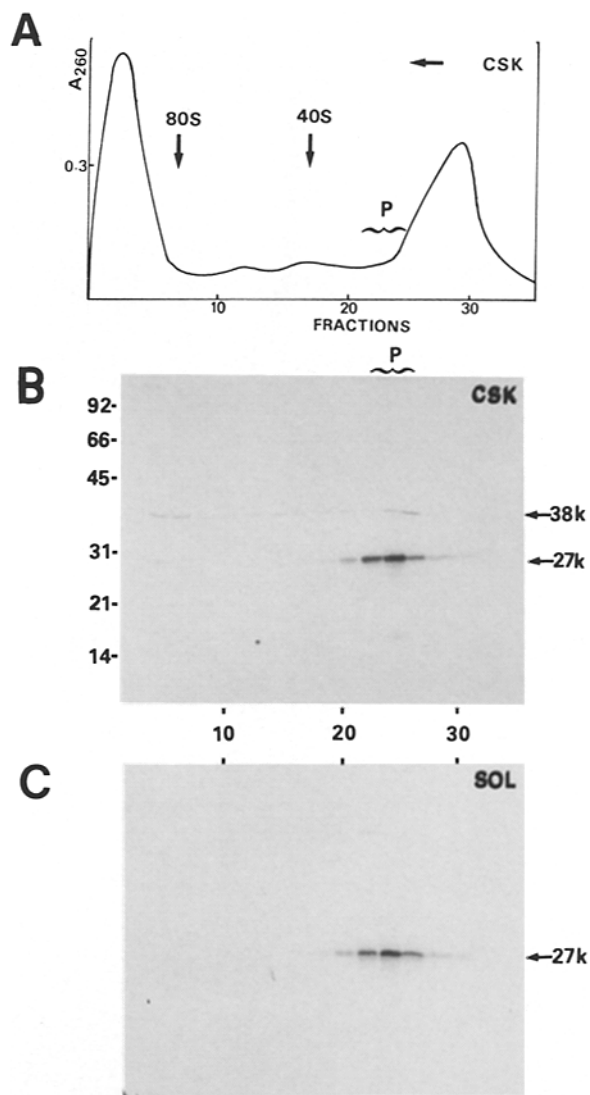 A
A260
CSK
80S
40S
0·3
P
10
20
30
FRACTIONS
B
P
CSK
92-
66-
45-
38k
31-
27k
21-
14-
10
20
30
C
SOL
27k